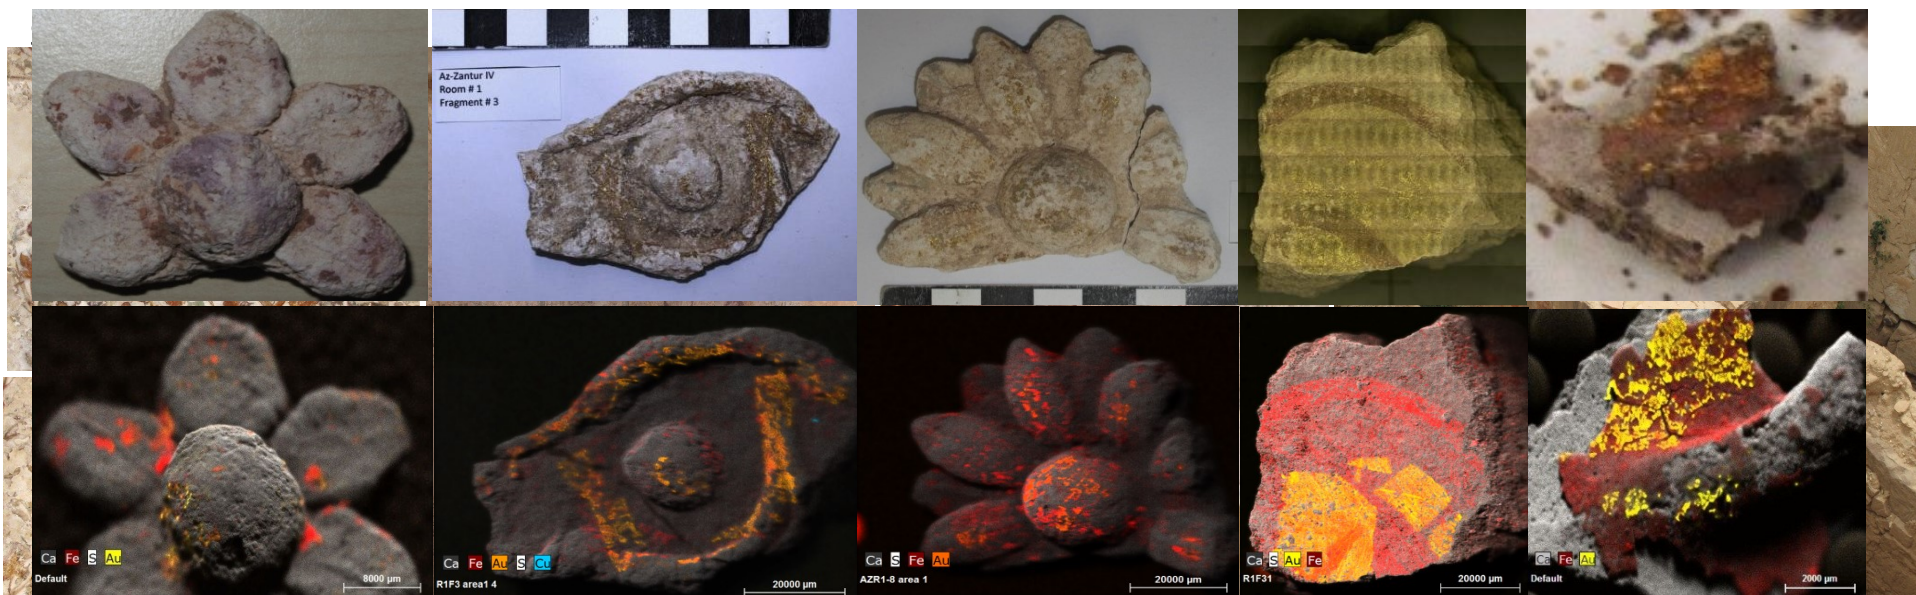 Az-Zantur IV
Room # 1
Fragment # 3
Ca Fe S Au
Default
8000 µm
Ca Fe Au S Cu
R1F3 area1 4
20000 µm
Ca S Fe Au
AZR1-8 area 1
20000 µm
Ca S Au Fe
R1F31
20000 µm
Ca Fe Au
Default
2000 µm